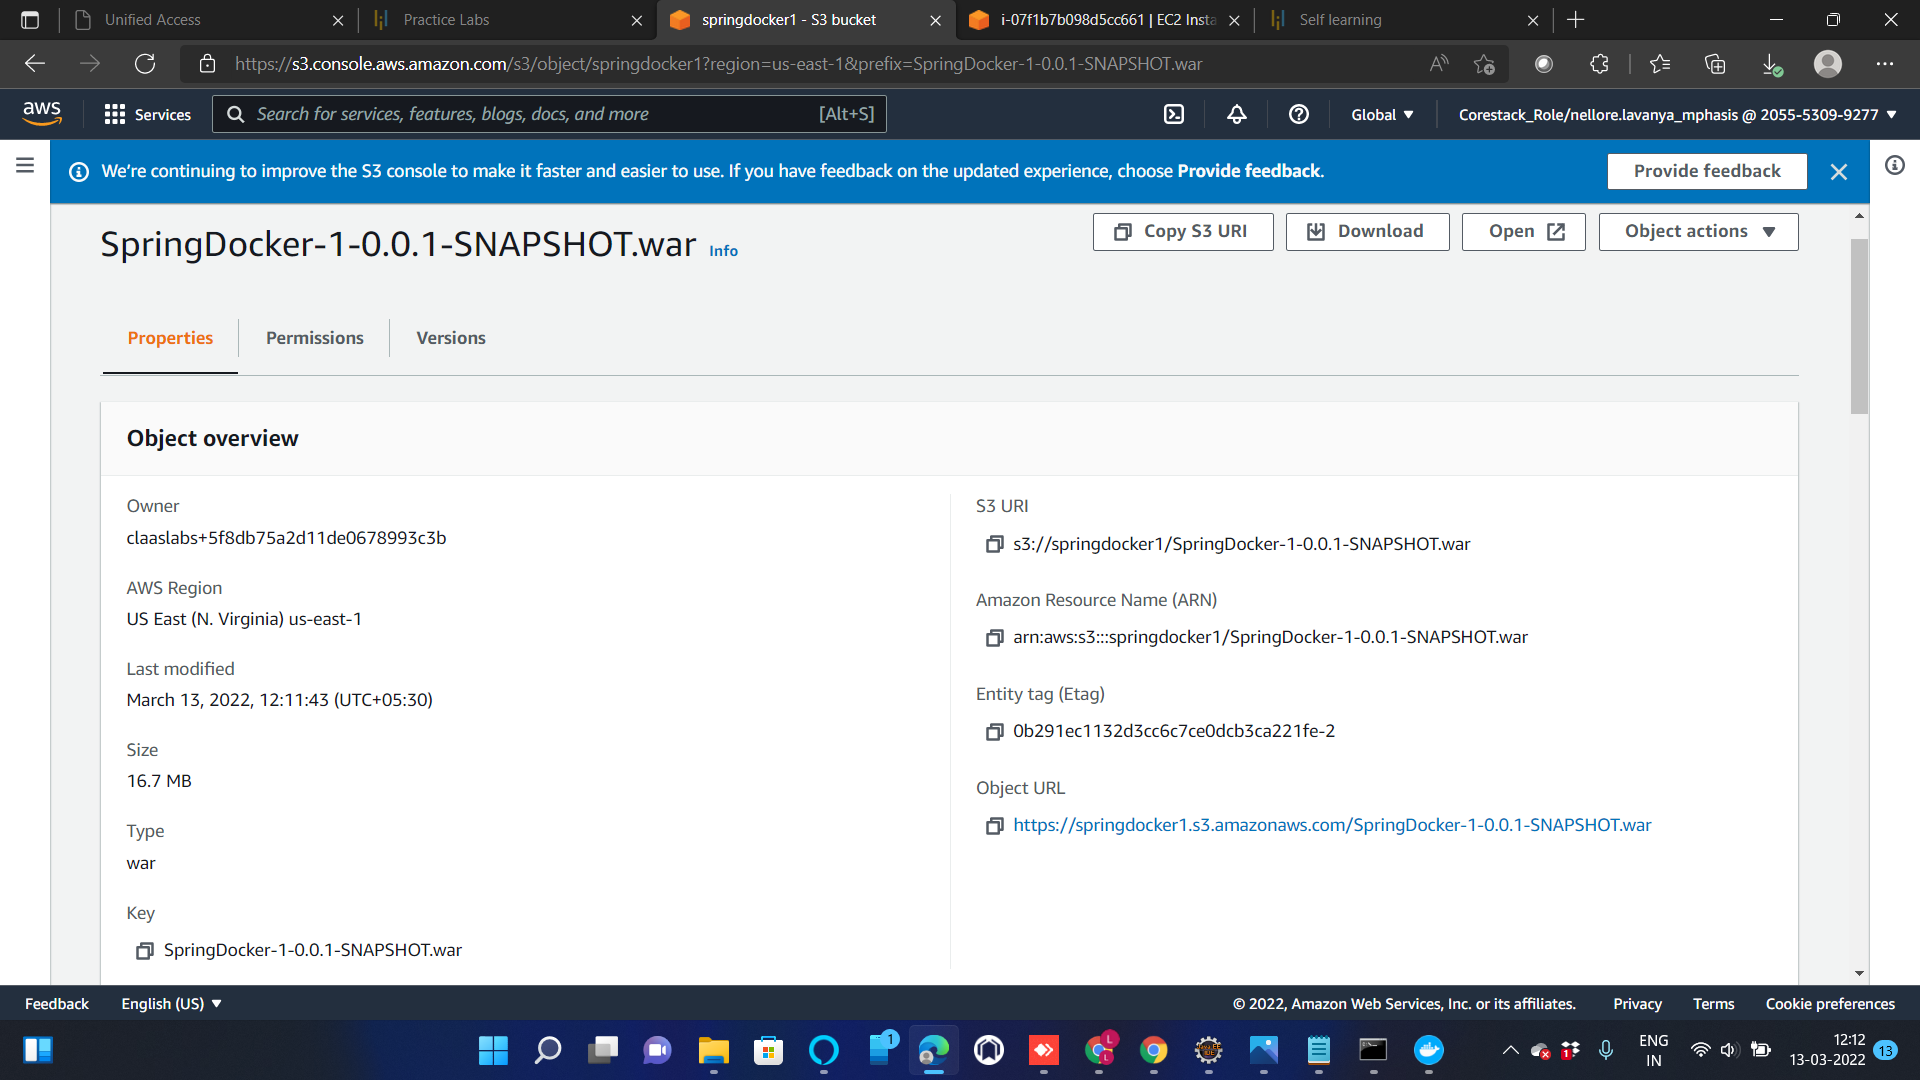 Unified Access
Practice Labs
springdocker1 - S3 bucket
i-07f1b7b098d5cc661 | EC2 Insta
Self learning
https://s3.console.aws.amazon.com/s3/object/springdocker1?region=us-east-1&prefix=SpringDocker-1-0.0.1-SNAPSHOT.war
aws
Services
Search for services, features, blogs, docs, and more
[Alt+S]
Global
Corestack_Role/nellore.lavanya_mphasis @ 2055-5309-9277
We're continuing to improve the S3 console to make it faster and easier to use. If you have feedback on the updated experience, choose Provide feedback.
Provide feedback
SpringDocker-1-0.0.1-SNAPSHOT.war
Info
Copy S3 URI
Download
Open
Object actions
Properties
Permissions
Versions
Object overview
Owner
claaslabs+5f8db75a2d11de0678993c3b
AWS Region
US East (N. Virginia) us-east-1
Last modified
March 13, 2022, 12:11:43 (UTC+05:30)
Size
16.7 MB
Type
war
Key
SpringDocker-1-0.0.1-SNAPSHOT.war
S3 URI
s3://springdocker1/SpringDocker-1-0.0.1-SNAPSHOT.war
Amazon Resource Name (ARN)
arn:aws:s3:::springdocker1/SpringDocker-1-0.0.1-SNAPSHOT.war
Entity tag (Etag)
0b291ec1132d3cc6c7ce0dcb3ca221fe-2
Object URL
https://springdocker1.s3.amazonaws.com/SpringDocker-1-0.0.1-SNAPSHOT.war
Feedback
English (US)
© 2022, Amazon Web Services, Inc. or its affiliates.
Privacy
Terms
Cookie preferences
1
L
L
1
ENG
IN
12:12
13-03-2022
13